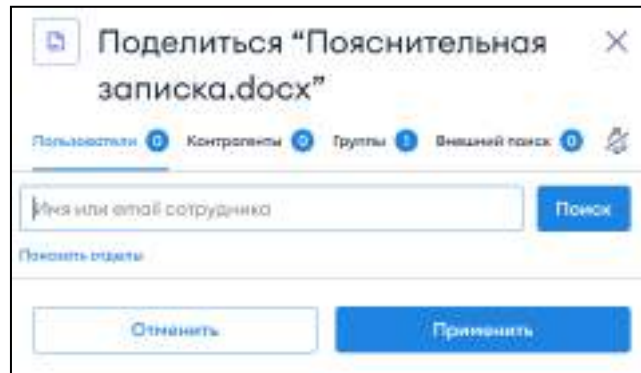 Поделиться “Пояснительная
записка.docx”
Пользователи 0 Контрагенты 0 Группы 1 Внешний поиск 0
Имя или email сотрудника
Поиск
Показать отделы
Отменить
Применить